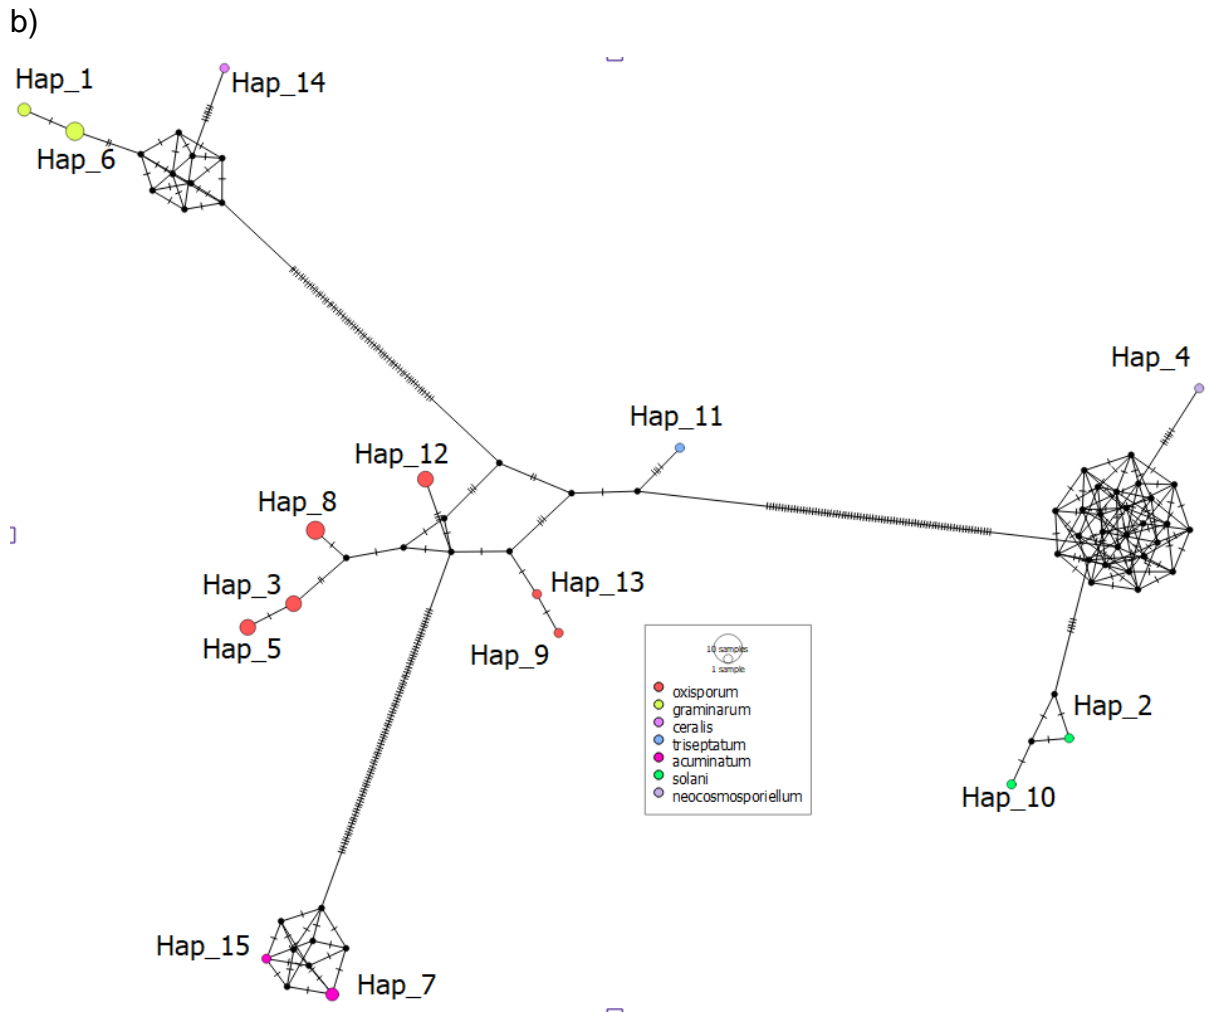 b)
Hap_1
Hap_14
Hap_6
Hap_4
Hap_11
Hap_12
Hap_8
Hap_3
Hap_13
Hap_5
Hap_9
10 samples
1 sample
oxisporum
graminarum
ceralis
triseptatum
acuminatum
solani
neocosmosporiellum
Hap_2
Hap_10
Hap_15
Hap_7